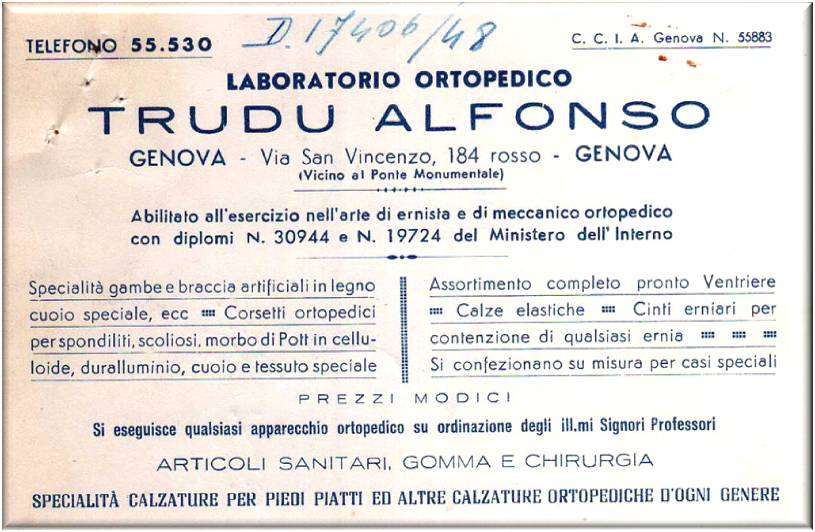 TELEFONO 55.530
D. 17406/48
C. C. I. A. Genova N. 55883
LABORATORIO ORTOPEDICO
TRUDU ALFONSO
GENOVA - Via San Vincenzo, 184 rosso - GENOVA
(Vicino al Ponte Monumentale)
Abilitato all'esercizio nell'arte di ernista e di meccanico ortopedico
con diplomi N. 30944 e N. 19724 del Ministero dell'Interno
Specialità gambe e braccia artificiali in legno
cuoio speciale, ecc Corsetti ortopedici
per spondiliti, scoliosi, morbo di Pott in cellu-
loide, duralluminio, cuoio e tessuto speciale
Assortimento completo pronto Ventriere
Calze elastiche Cinti erniari per
contenzione di qualsiasi ernia
Si confezionano su misura per casi speciali
PREZZI MODICI
Si eseguisce qualsiasi apparecchio ortopedico su ordinazione degli ill.mi Signori Professori
ARTICOLI SANITARI, GOMMA E CHIRURGIA
SPECIALITÀ CALZATURE PER PIEDI PIATTI ED ALTRE CALZATURE ORTOPEDICHE D'OGNI GENERE